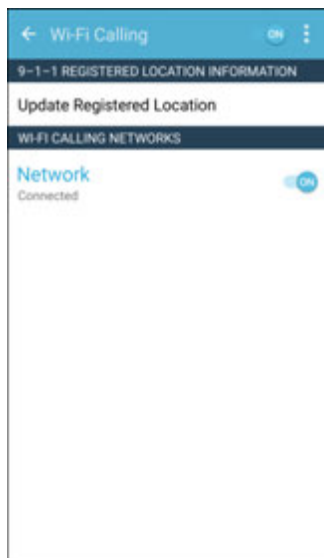 Wi-Fi Calling ON
9-1-1 REGISTERED LOCATION INFORMATION
Update Registered Location
WI-FI CALLING NETWORKS
Network
ON
Connected